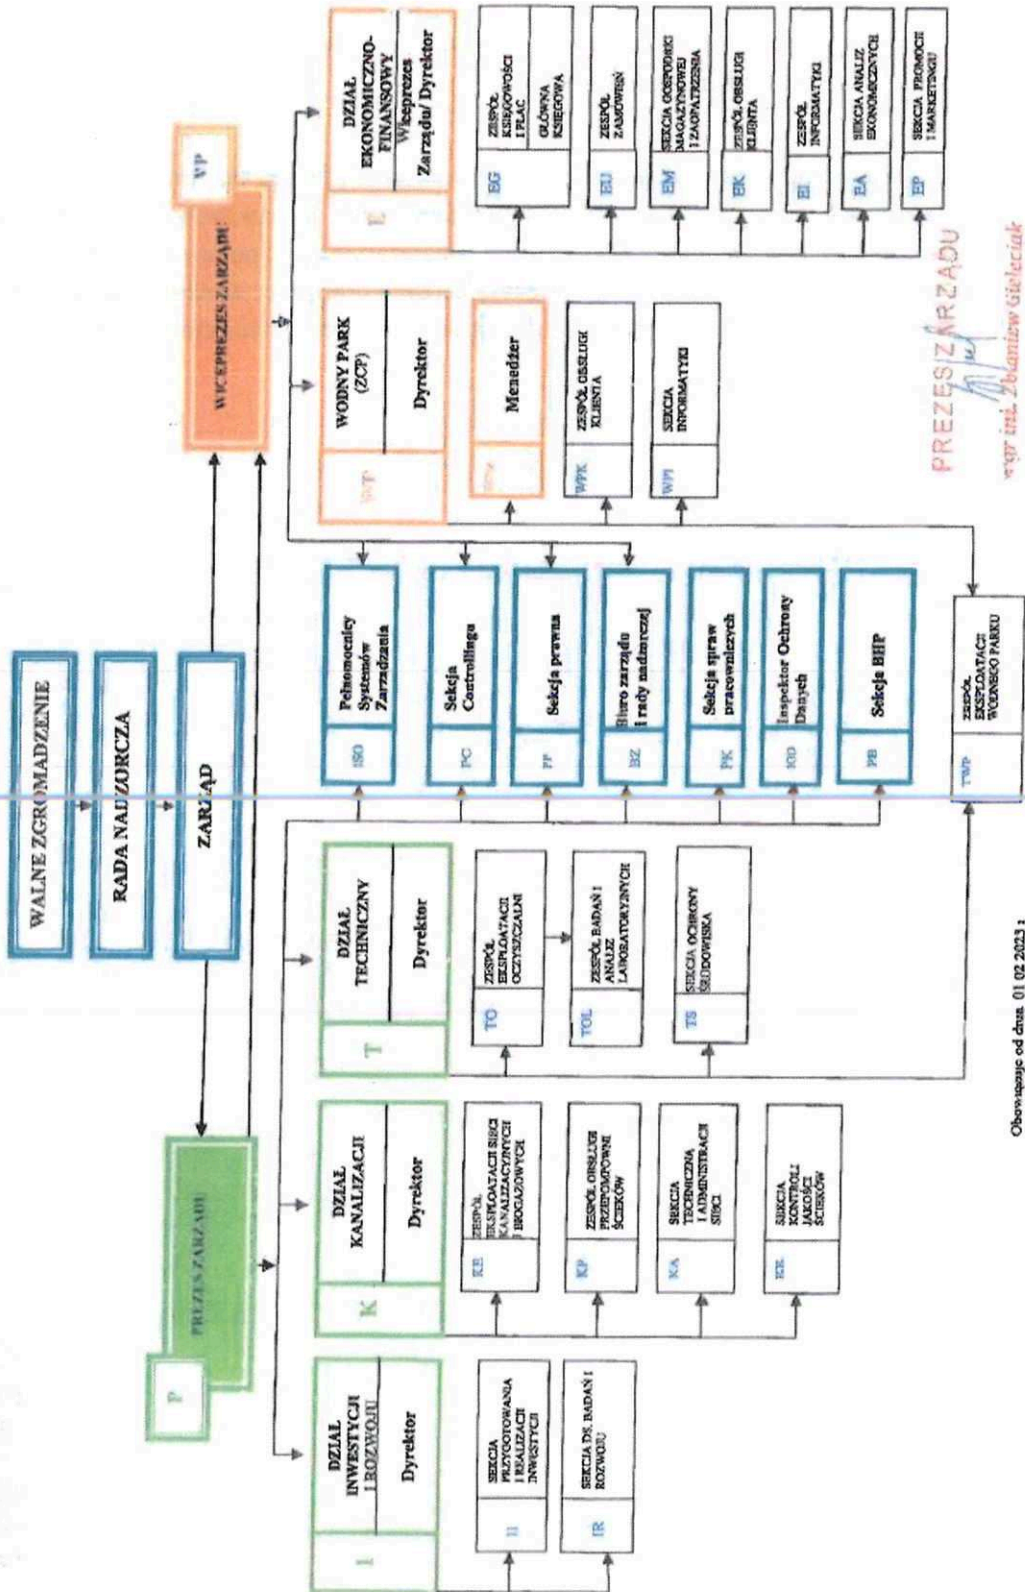 WALNE ZGROMADZENIE
RADA NADZORCZA
ZARZĄD
P
PREZES ZARZĄDU
VP
WICEPREZES ZARZĄDU
I
DZIAŁ
INWESTYCJI
I ROZWOJU
Dyrektor
II
SEKCJA
PRZYGOTOWANIA
I REALIZACJI
INWESTYCJI
IR
SEKCJA DS. BADAŃ I
ROZWOJU
K
DZIAŁ
KANALIZACJI
Dyrektor
KE
ZESPÓŁ
EKSPLOATACJI SIECI
KANALIZACYJNYCH
I BIOGAZOWYCH
KP
ZESPÓŁ OBSŁUGI
PRZEPOMPOWNI
ŚCIEKÓW
KA
SEKCJA
TECHNICZNA
I ADMINISTRACJI
SIECI
KK
SEKCJA
KONTROLI
JAKOŚCI
ŚCIEKÓW
T
DZIAŁ
TECHNICZNY
Dyrektor
TO
ZESPÓŁ
EKSPLOATACJI
OCZYSZCZALNI
TOL
ZESPÓŁ BADAŃ I
ANALIZ
LABORATORYJNYCH
TS
SEKCJA OCHRONY
ŚRODOWISKA
ISO
Pełnomocnicy
Systemów
Zarządzania
PC
Sekcja
Controllingu
PP
Sekcja prawna
BZ
Biuro zarządu
i rady nadzorczej
PK
Sekcja spraw
pracowniczych
IOD
Inspektor Ochrony
Danych
PB
Sekcja BHP
TWP
ZESPÓŁ
EKSPLOATACJI
WODNEGO PARKU
WP
WODNY PARK
(ZCP)
Dyrektor
Menedżer
WPK
ZESPÓŁ OBSŁUGI
KLIENTA
WPI
SEKCJA
INFORMATYKI
E
DZIAŁ
EKONOMICZNO-
FINANSOWY
Wiceprezes
Zarządu/ Dyrektor
EG
ZESPÓŁ
KSIĘGOWOŚCI
I PŁAC
GŁÓWNA
KSIĘGOWA
EU
ZESPÓŁ
ZAMÓWIEŃ
EM
SEKCJA GOSPODARKI
MAGAZYNOWEJ
I ZAOPATRZENIA
EK
ZESPÓŁ OBSŁUGI
KLIENTA
EI
ZESPÓŁ
INFORMATYKI
EA
SEKCJA ANALIZ
EKONOMICZNYCH
EP
SEKCJA PROMOCJI
I MARKETINGU
PREZES ZARZĄDU
mgr inż. Zbigniew Gieleciak
Obowiązuje od dnia 01 02 2023 r